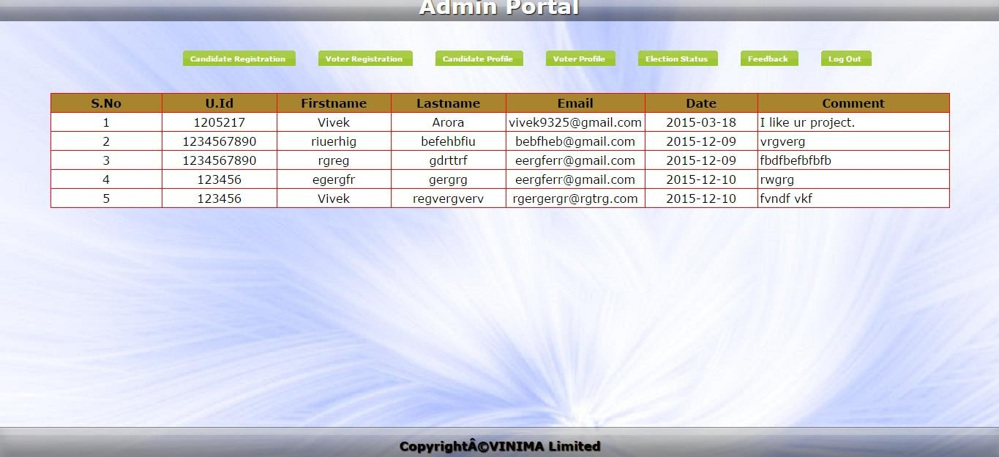 Admin Portal
Candidate Registration Voter Registration Candidate Profile Voter Profile Election Status Feedback Log Out
S.No U.Id Firstname Lastname Email Date Comment
1 1205217 Vivek Arora vivek9325@gmail.com 2015-03-18 I like ur project.
2 1234567890 riuerhig befehbfiu bebfheb@gmail.com 2015-12-09 vrgverg
3 1234567890 rgreg gdrttrf eergferr@gmail.com 2015-12-09 fbdfbefbfbfb
4 123456 egergfr gergrg eergferr@gmail.com 2015-12-10 rwgrg
5 123456 Vivek regvergverv rgergergr@rgtrg.com 2015-12-10 fvndf vkf
CopyrightÂ©VINIMA Limited